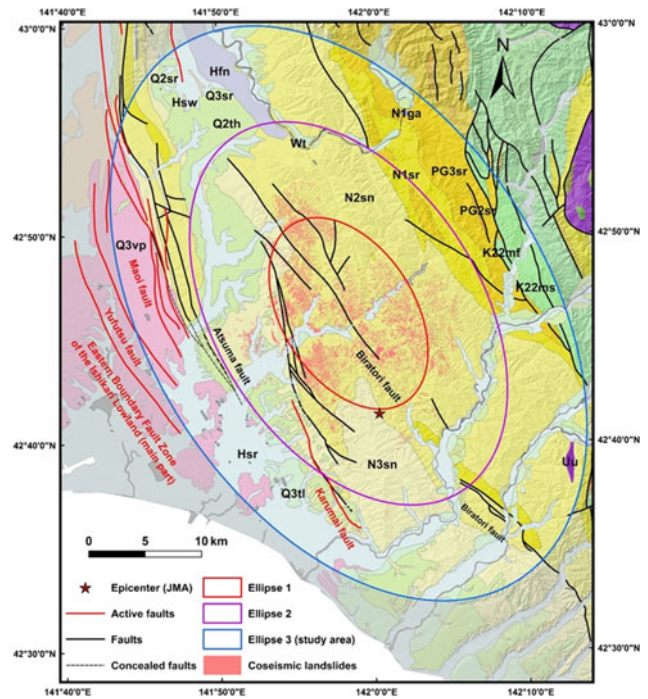 141°40'0"E
141°50'0"E
142°0'0"E
142°10'0"E
43°0'0"N
43°0'0"N
N
Q2sr
Hfn
Hsw
Q3sr
Q2th
Wt
N1ga
N2sn
N1sr
PG3sr
PG2sr
K22mf
K22ms
42°50'0"N
42°50'0"N
Q3vp
Maoi fault
Yufutsu fault
Eastern Boundary Fault Zone
of the Ishikari Lowland (main part)
Atsuma fault
Biratori fault
42°40'0"N
42°40'0"N
Hsr
Q3tl
Karumai fault
N3sn
Uu
Biratori fault
0 5 10 km
Epicenter (JMA)
Active faults
Faults
Concealed faults
Ellipse 1
Ellipse 2
Ellipse 3 (study area)
Coseismic landslides
42°30'0"N
42°30'0"N
141°40'0"E
141°50'0"E
142°0'0"E
142°10'0"E